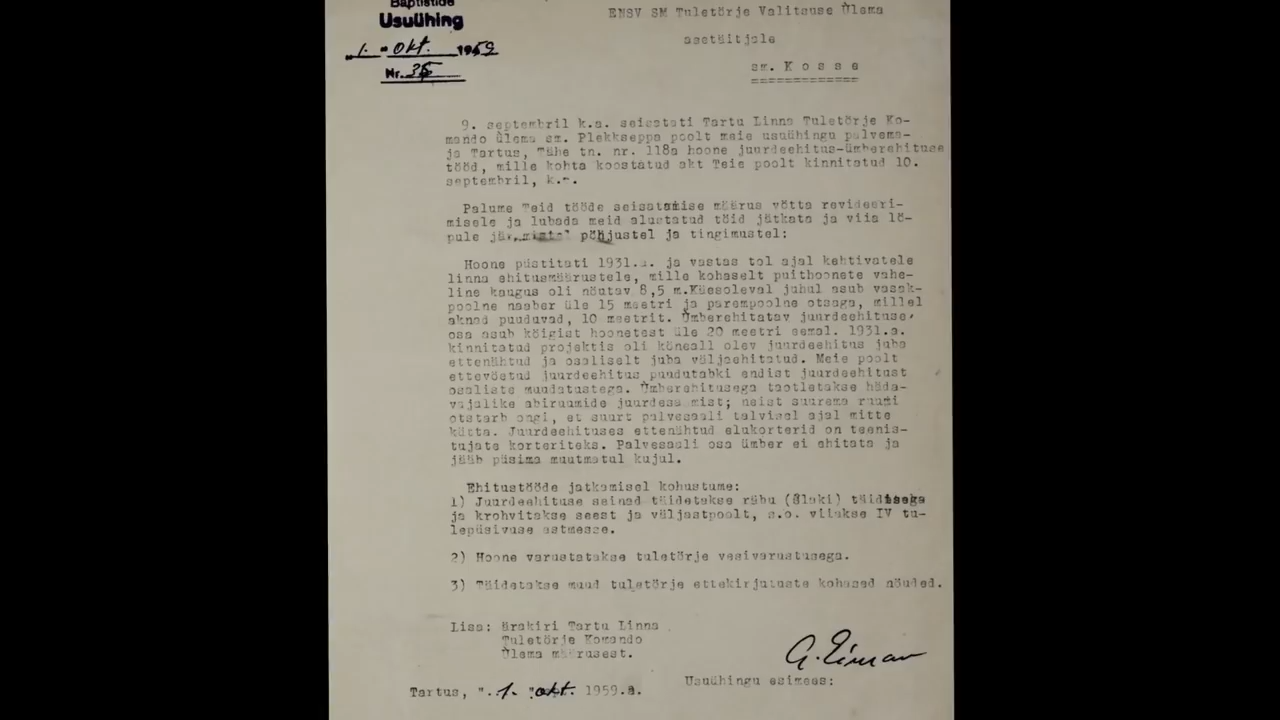 Baptistide
Usuühing
"1." okt. 1959
Nr. 35
ENSV SM Tuletõrje Valitsuse Ülema
asetäitjale
sm. K o s s e
9. septembril k.a. seisatati Tartu Linna Tuletõrje Ko-
mando ülema sm. Plekkseppa poolt meie usuühingu palvema-
ja Tartus, Tähe tn. nr. 118a hoone juurdeehitus-ümberehituse
tööd, mille kohta koostatud akt Teie poolt kinnitatud 10.
septembril, k.-.
Palume Teid tööde seisatamise määrus võtta revideeri-
misele ja lubada meid alustatud töid jätkata ja viia lõ-
pule põhjustel ja tingimustel:
Hoone püstitati 1931.a. ja vastas tol ajal kehtivatele
linna ehitusmäärustele, mille kohaselt puithoonete vahe-
line kaugus oli nõutav 8,5 m.Käesoleval juhul asub vasak-
poolne naaber üle 15 meetri ja parempoolne otsaga, millel
aknad puuduvad, 10 meetrit. Ümberehitatav juurdeehituse-
osa asub kõigist hoonetest üle 20 meetri eemal. 1931.a.
kinnitatud projektis oli kõneall olev juurdeehitus juba
ettenähtud ja osaliselt juba väljaehitatud. Meie poolt
ettevõetud juurdeehitus puudutabki endist juurdeehitust
osaliste muudatustega. Ümberehitusega taotletakse häda-
vajalike abiruumide juurdesaamist; neist suurema ruumi
otstarb ongi, et suurt palvesaali talvisel ajal mitte
kütta. Juurdeehituses ettenähtud elukorterid on teenis-
tujate korteriteks. Palvesaali osa ümber ei ehitata ja
jääb püsima muutmatul kujul.
Ehitustööde jatkamisel kohustume:
1) Juurdeehituse seinad täidetakse räbu (šlaki) täidisega
ja krohvitakse seest ja väljastpoolt, s.o. viiakse IV tu-
lepüsivuse astmesse.
2) Hoone varustatakse tuletõrje vesivarustusega.
3) Täidetakse muud tuletõrje ettekirjutuste kohased nõuded.
Lisa: ärakiri Tartu Linna
Tuletõrje Komando
Ülema määrusest.
Tartus, ".1." okt. 1959.a.
Usuühingu esimees: